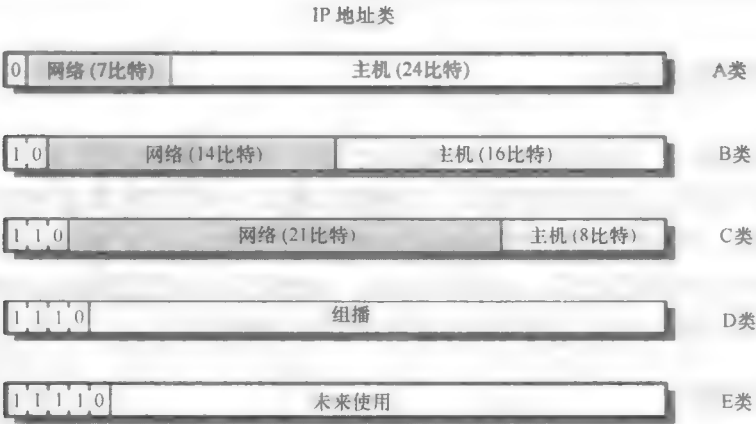 IP 地址类
0 网络 (7比特) 主机 (24比特) A类
1 0 网络 (14比特) 主机 (16比特) B类
1 1 0 网络 (21比特) 主机 (8比特) C类
1 1 1 0 组播 D类
1 1 1 1 0 未来使用 E类